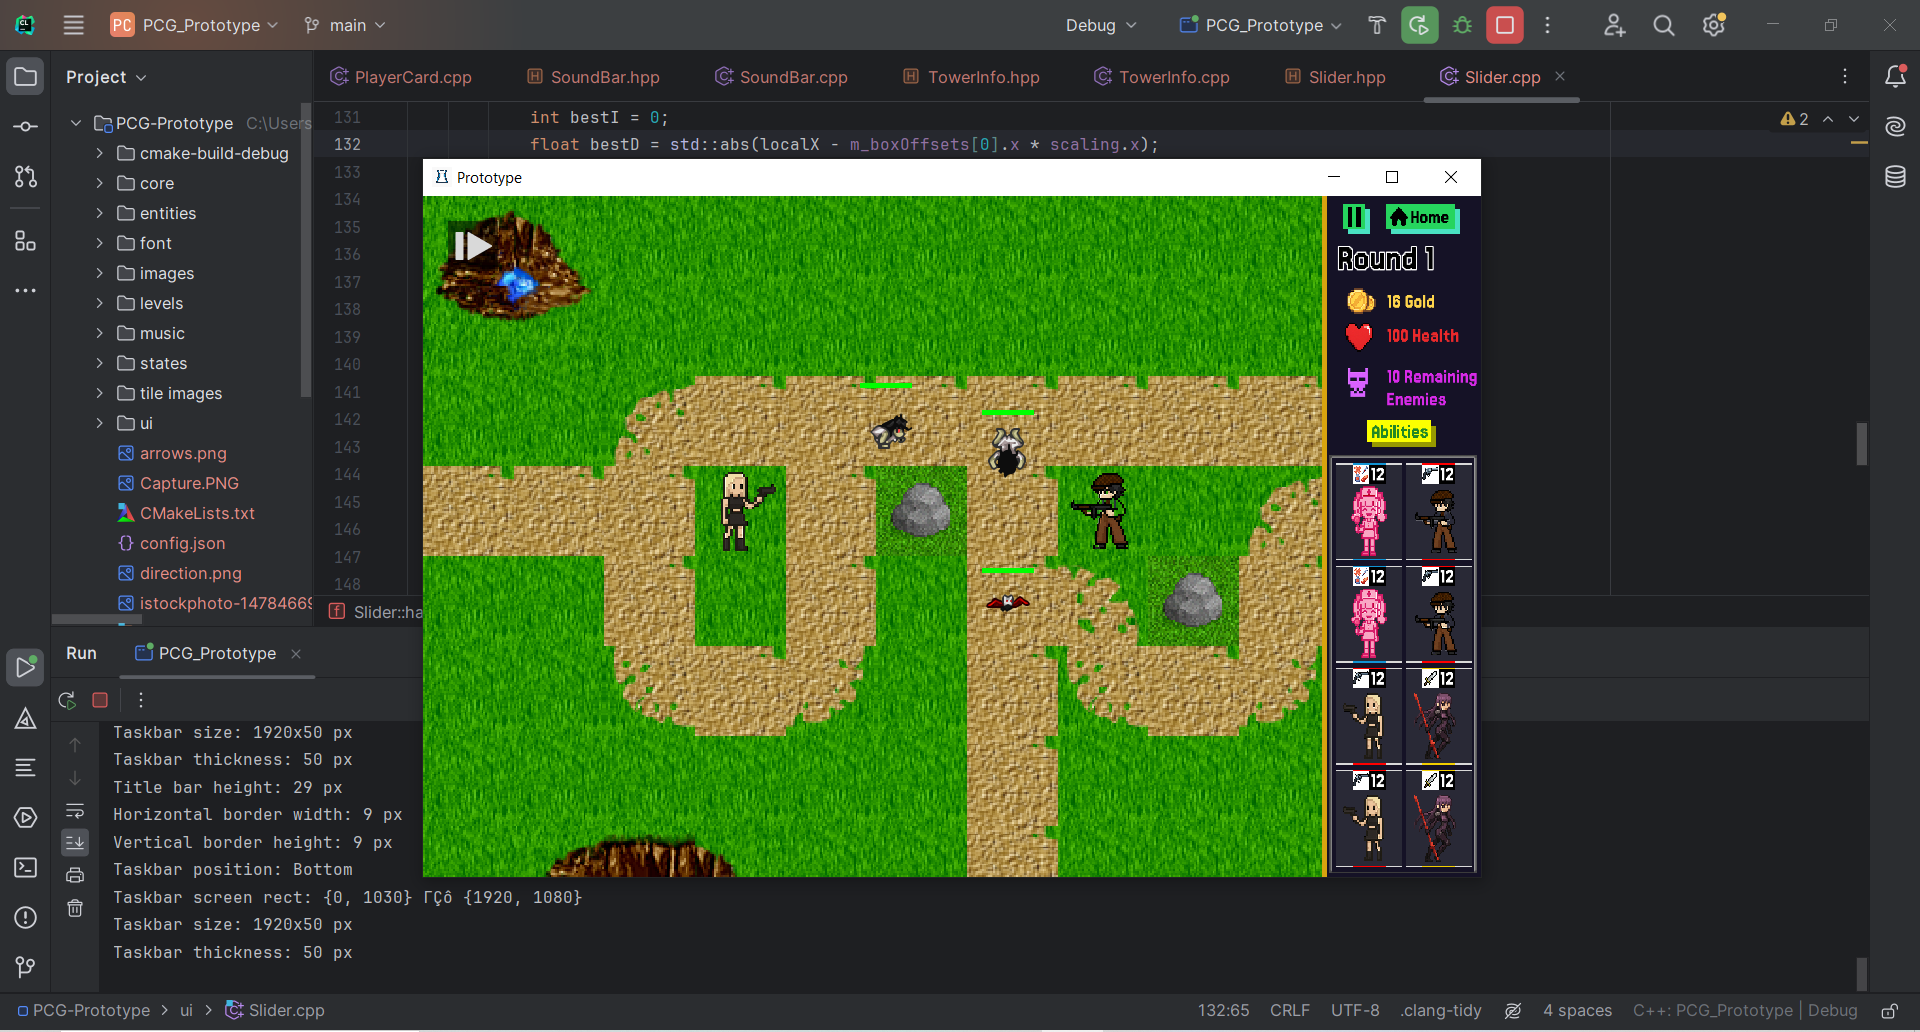 PC PCG_Prototype main Debug PCG_Prototype
Project
PlayerCard.cpp SoundBar.hpp SoundBar.cpp TowerInfo.hpp TowerInfo.cpp Slider.hpp Slider.cpp
PCG-Prototype C:\Users
cmake-build-debug
core
entities
font
images
levels
music
states
tile images
ui
arrows.png
Capture.PNG
CMakeLists.txt
config.json
direction.png
istockphoto-1478466
131 int bestI = 0;
132 float bestD = std::abs(localX - m_boxOffsets[0].x * scaling.x);
133
134
135
136
137
138
139
140
141
142
143
144
145
146
147
148
2
Slider::ha
Prototype
Home
Round 1
16 Gold
100 Health
10 Remaining
Enemies
Abilities
12 12
12 12
12 12
12 12
Run PCG_Prototype
Taskbar size: 1920x50 px
Taskbar thickness: 50 px
Title bar height: 29 px
Horizontal border width: 9 px
Vertical border height: 9 px
Taskbar position: Bottom
Taskbar screen rect: {0, 1030} ΓÇô {1920, 1080}
Taskbar size: 1920x50 px
Taskbar thickness: 50 px
PCG-Prototype > ui > Slider.cpp
132:65 CRLF UTF-8 .clang-tidy 4 spaces C++: PCG_Prototype | Debug